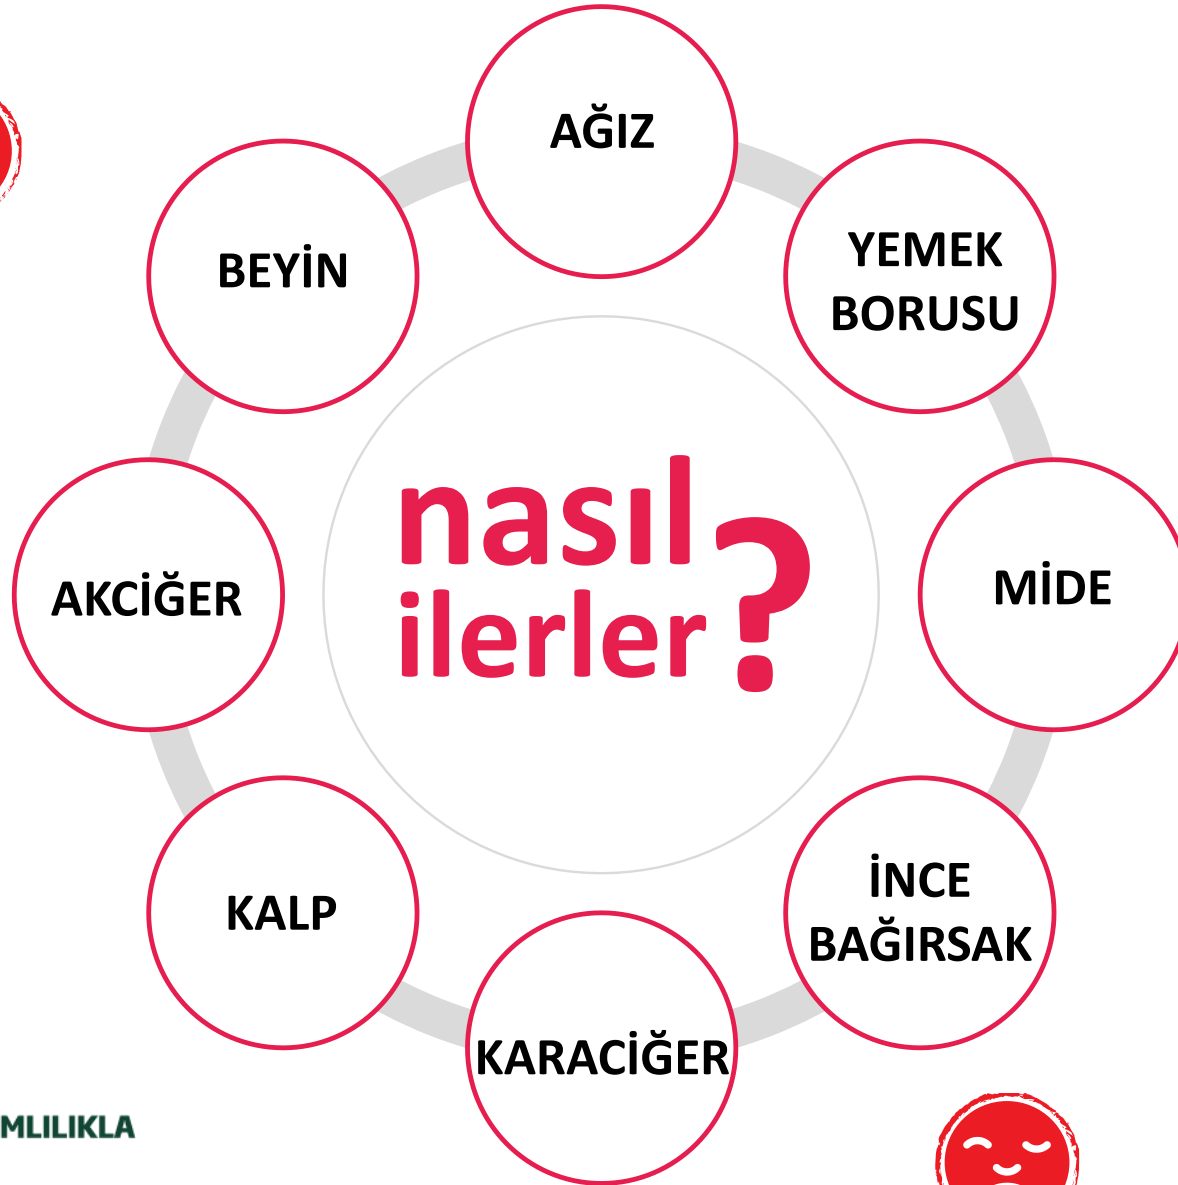 AĞIZ
YEMEK
BORUSU
MİDE
İNCE
BAĞIRSAK
KARACİĞER
KALP
AKCİĞER
BEYİN
nasıl
ilerler?
MLILIKLA